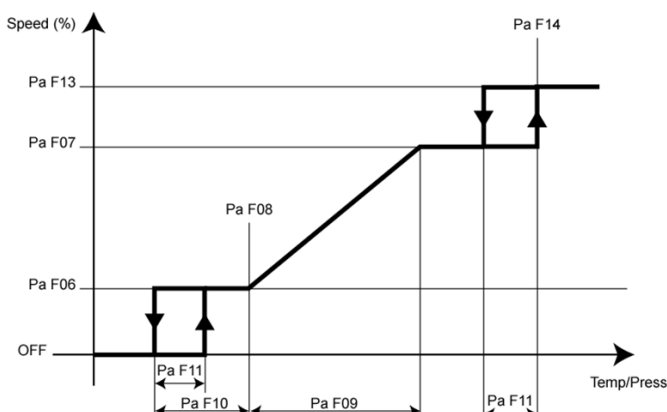 Speed (%)
Pa F14
Pa F13
Pa F07
Pa F08
Pa F06
OFF
Pa F11
Temp/Press
Pa F10
Pa F09
Pa F11